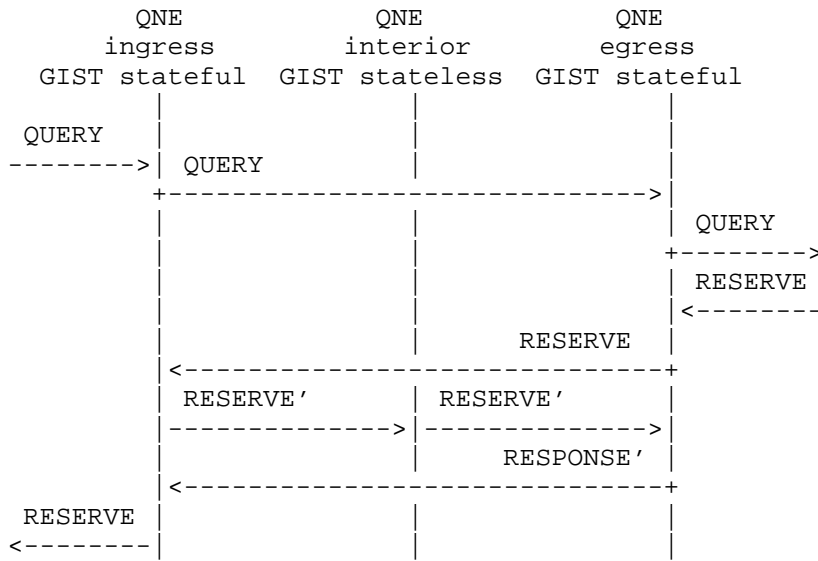 QNE QNE QNE
ingress interior egress
GIST stateful GIST stateless GIST stateful
QUERY
QUERY
QUERY
RESERVE
RESERVE
RESERVE' RESERVE'
RESPONSE'
RESERVE